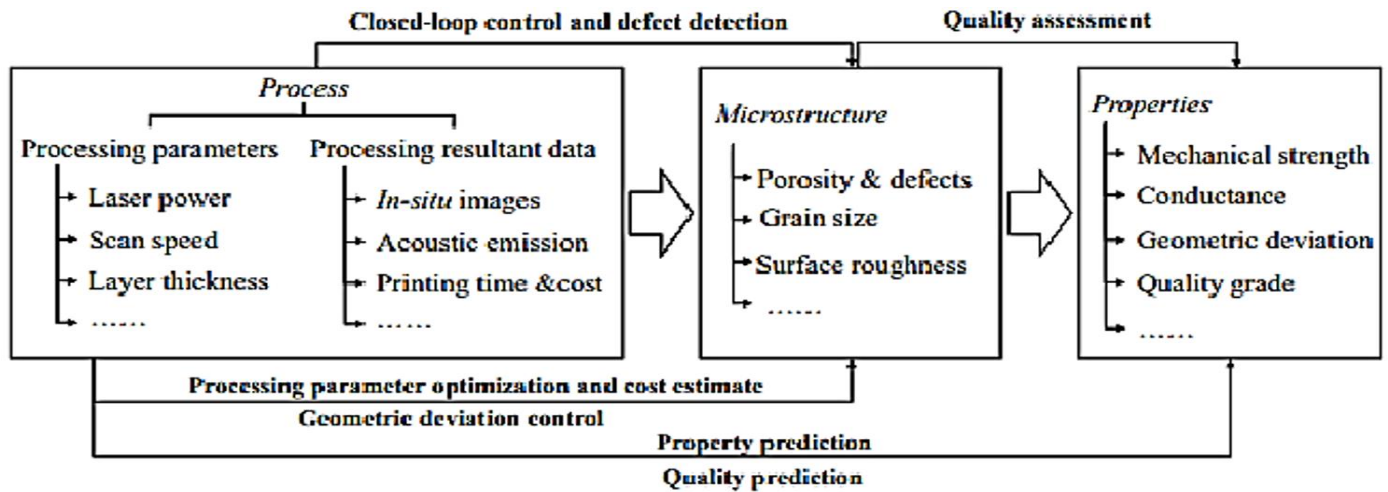 Closed-loop control and defect detection
Quality assessment
Process
Processing parameters
Laser power
Scan speed
Layer thickness
……
Processing resultant data
In-situ images
Acoustic emission
Printing time &cost
……
Microstructure
Porosity & defects
Grain size
Surface roughness
……
Properties
Mechanical strength
Conductance
Geometric deviation
Quality grade
……
Processing parameter optimization and cost estimate
Geometric deviation control
Property prediction
Quality prediction